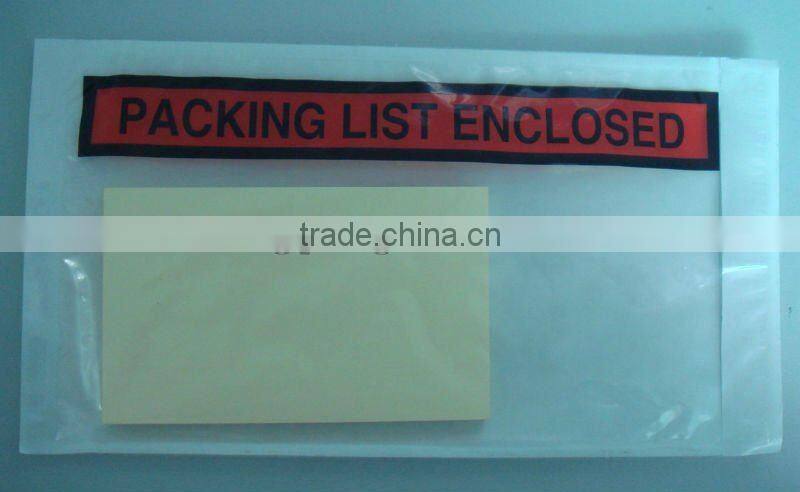 PACKING LIST ENCLOSED
trade.china.cn